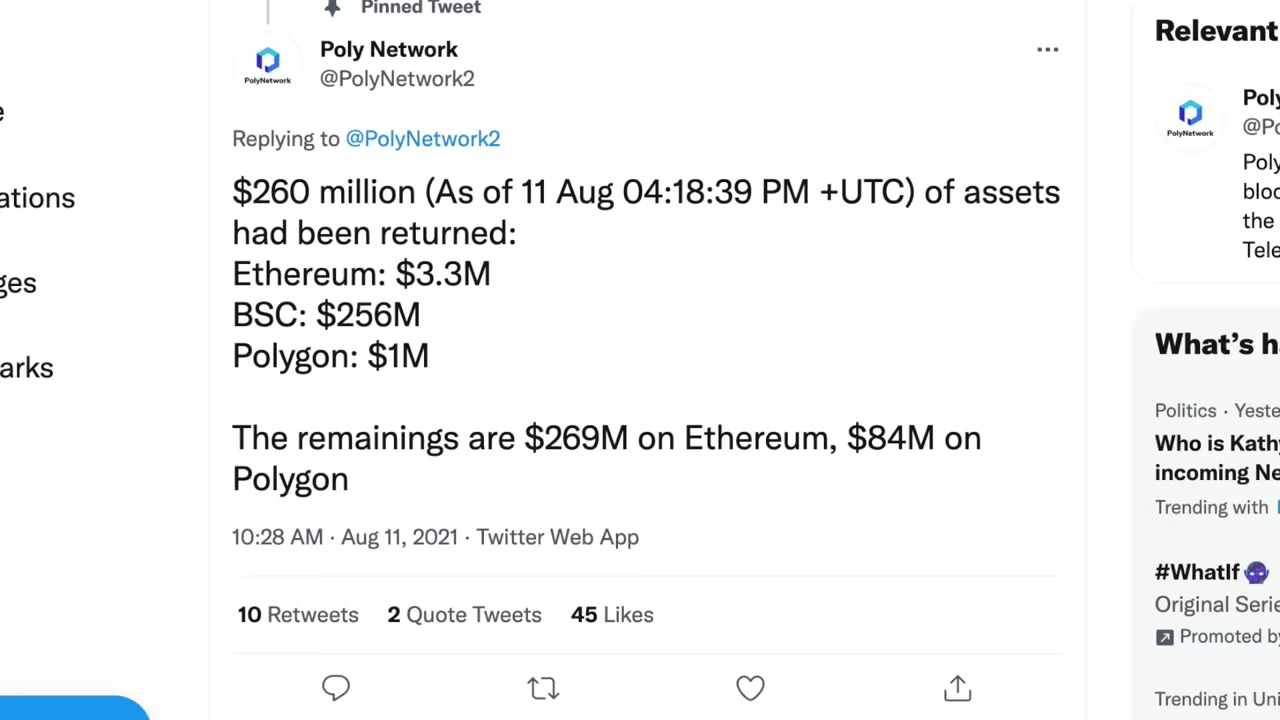 Pinned Tweet
Poly Network
@PolyNetwork2
PolyNetwork
Replying to @PolyNetwork2
$260 million (As of 11 Aug 04:18:39 PM +UTC) of assets
had been returned:
Ethereum: $3.3M
BSC: $256M
Polygon: $1M
The remainings are $269M on Ethereum, $84M on
Polygon
10:28 AM · Aug 11, 2021 · Twitter Web App
10 Retweets 2 Quote Tweets 45 Likes
e
ations
ges
arks
Relevant
Poly
@Po
PolyNetwork
Poly
bloc
the
Tele
What's ha
Politics · Yeste
Who is Kathy
incoming Ne
Trending with
#WhatIf
Original Serie
Promoted by
Trending in Uni